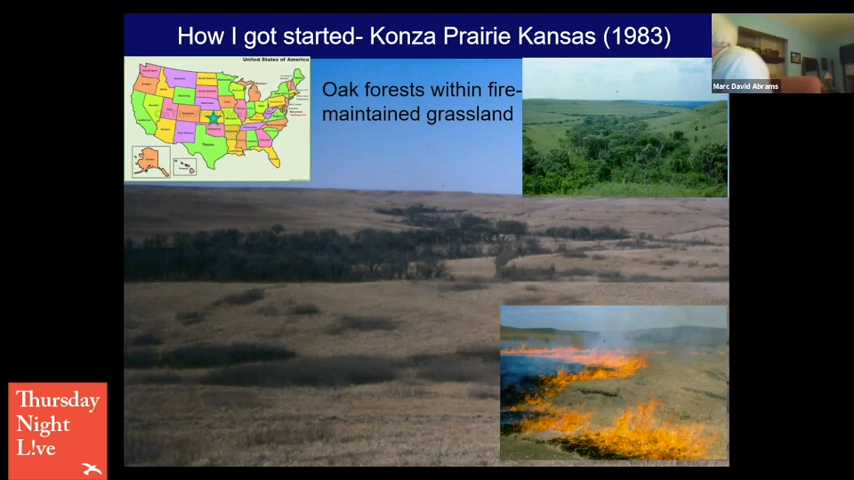 How I got started- Konza Prairie Kansas (1983)
United States of America
Texas
Oak forests within fire-
maintained grassland
Marc David Abrams
Thursday
Night
L!ve